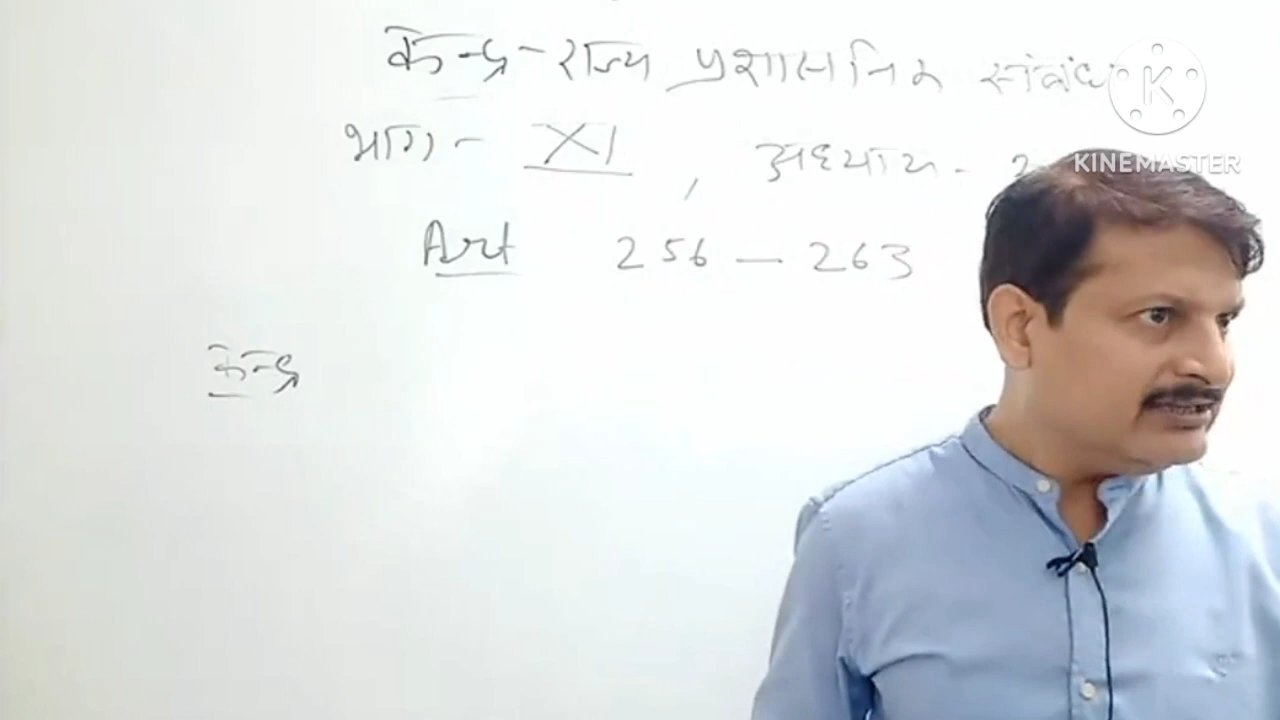 केन्द्र-राज्य प्रशासनिक संबंध
भाग - XI , अध्याय - 2
Art 256 - 263
केन्द्र
K
KINEMASTER